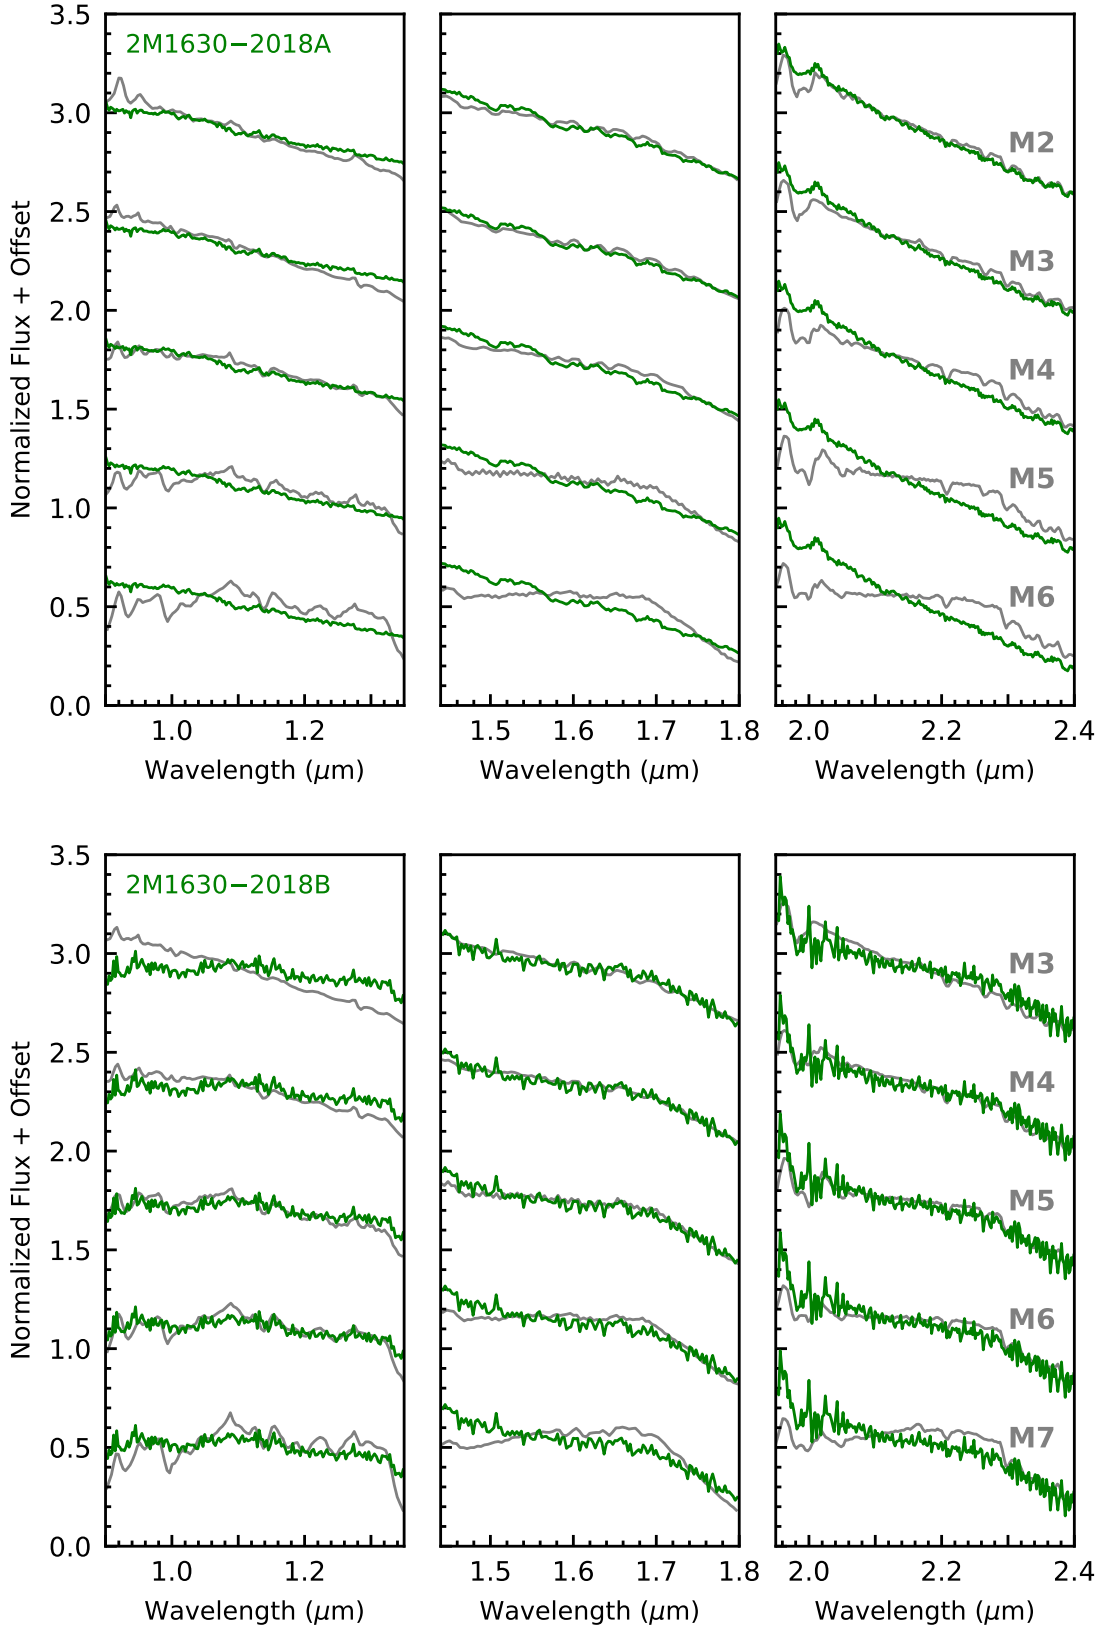 3.5
2M1630−2018A
3.0
M2
2.5
M3
2.0
M4
1.5
M5
1.0
M6
0.5
0.0
Normalized Flux + Offset
1.0 1.2
1.5 1.6 1.7 1.8
2.0 2.2 2.4
Wavelength (μm)
Wavelength (μm)
Wavelength (μm)
3.5
2M1630−2018B
3.0
M3
2.5
M4
2.0
M5
1.5
M6
1.0
M7
0.5
0.0
Normalized Flux + Offset
1.0 1.2
1.5 1.6 1.7 1.8
2.0 2.2 2.4
Wavelength (μm)
Wavelength (μm)
Wavelength (μm)